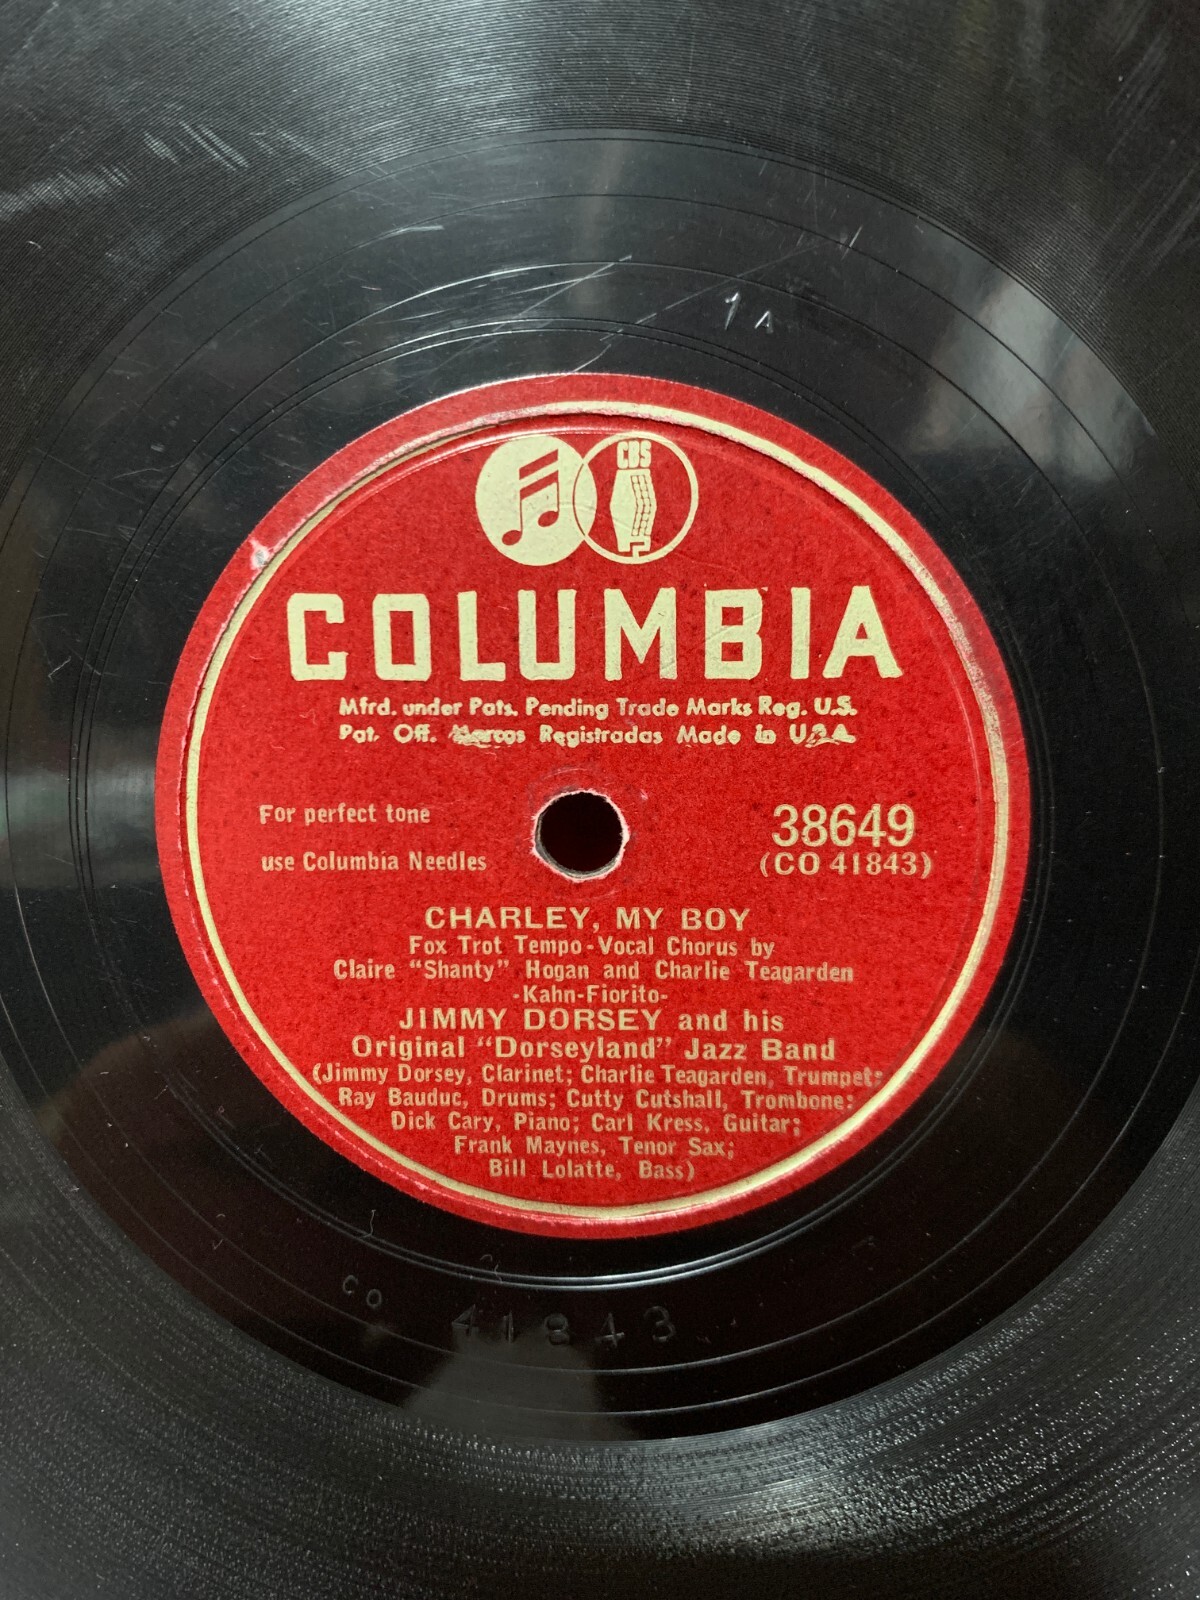 1 A
CBS
COLUMBIA
Mfrd. under Pats. Pending Trade Marks Reg. U.S.
Pat. Off. Marcas Registradas Made in U.S.A.
For perfect tone
use Columbia Needles
38649
(CO 41843)
CHARLEY, MY BOY
Fox Trot Tempo-Vocal Chorus by
Claire "Shanty" Hogan and Charlie Teagarden
-Kahn-Fiorito-
JIMMY DORSEY and his
Original "Dorseyland" Jazz Band
(Jimmy Dorsey, Clarinet; Charlie Teagarden, Trumpet;
Ray Bauduc, Drums; Cutty Cutshall, Trombone;
Dick Cary, Piano; Carl Kress, Guitar;
Frank Maynes, Tenor Sax;
Bill Lolatte, Bass)
CO 41843